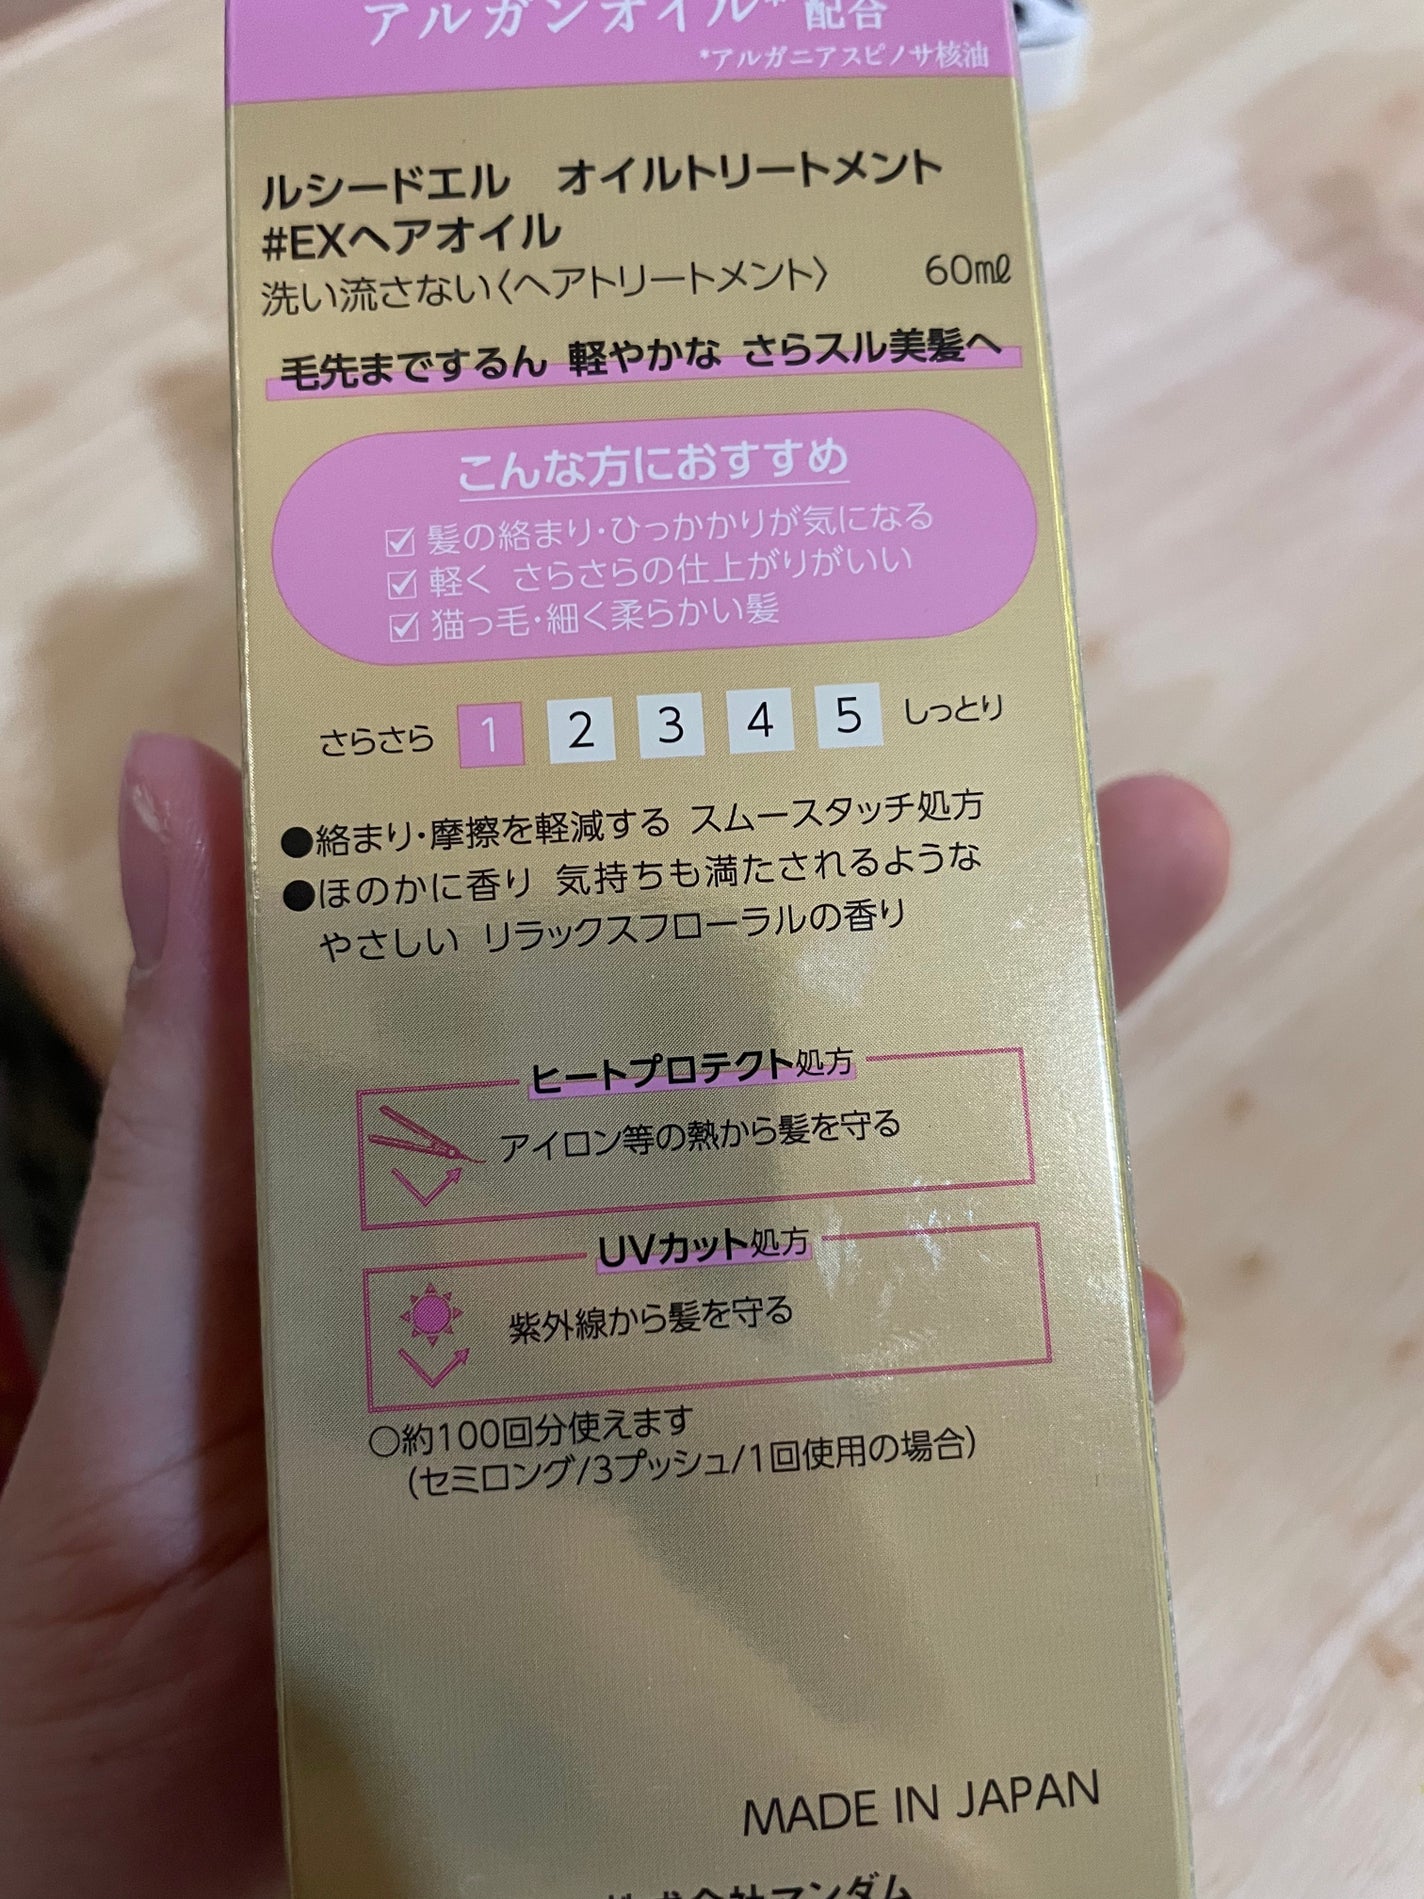 アルガンオイル* 配合
*アルガニアスピノサ核油
ルシードエル オイルトリートメント
#EXヘアオイル
洗い流さない〈ヘアトリートメント〉 60mℓ
毛先までするん 軽やかな さらスル美髪へ
こんな方におすすめ
☑髪の絡まり・ひっかかりが気になる
☑軽く さらさらの仕上がりがいい
☑猫っ毛・細く柔らかい髪
さらさら 1 2 3 4 5 しっとり
●絡まり・摩擦を軽減する スムースタッチ処方
●ほのかに香り 気持ちも満たされるような
やさしい リラックスフローラルの香り
ヒートプロテクト処方
アイロン等の熱から髪を守る
UVカット処方
紫外線から髪を守る
○約100回分使えます
(セミロング/3プッシュ/1回使用の場合)
MADE IN JAPAN
株式会社マンダム